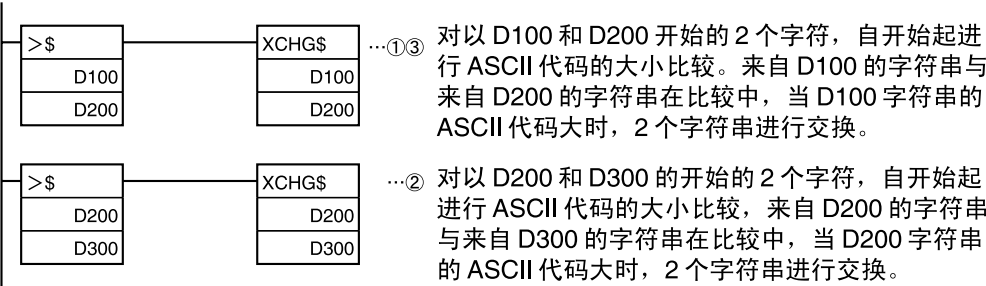 >$ XCHG$ …①③ 对以 D100 和 D200 开始的 2 个字符，自开始起进
D100 D100 行 ASCII 代码的大小比较。来自 D100 的字符串与
D200 D200 来自 D200 的字符串在比较中，当 D100 字符串的
ASCII 代码大时，2 个字符串进行交换。
>$ XCHG$ …② 对以 D200 和 D300 的开始的 2 个字符，自开始起
D200 D200 进行 ASCII 代码的大小比较，来自 D200 的字符串
D300 D300 与来自 D300 的字符串在比较中，当 D200 字符串
的 ASCII 代码大时，2 个字符串进行交换。